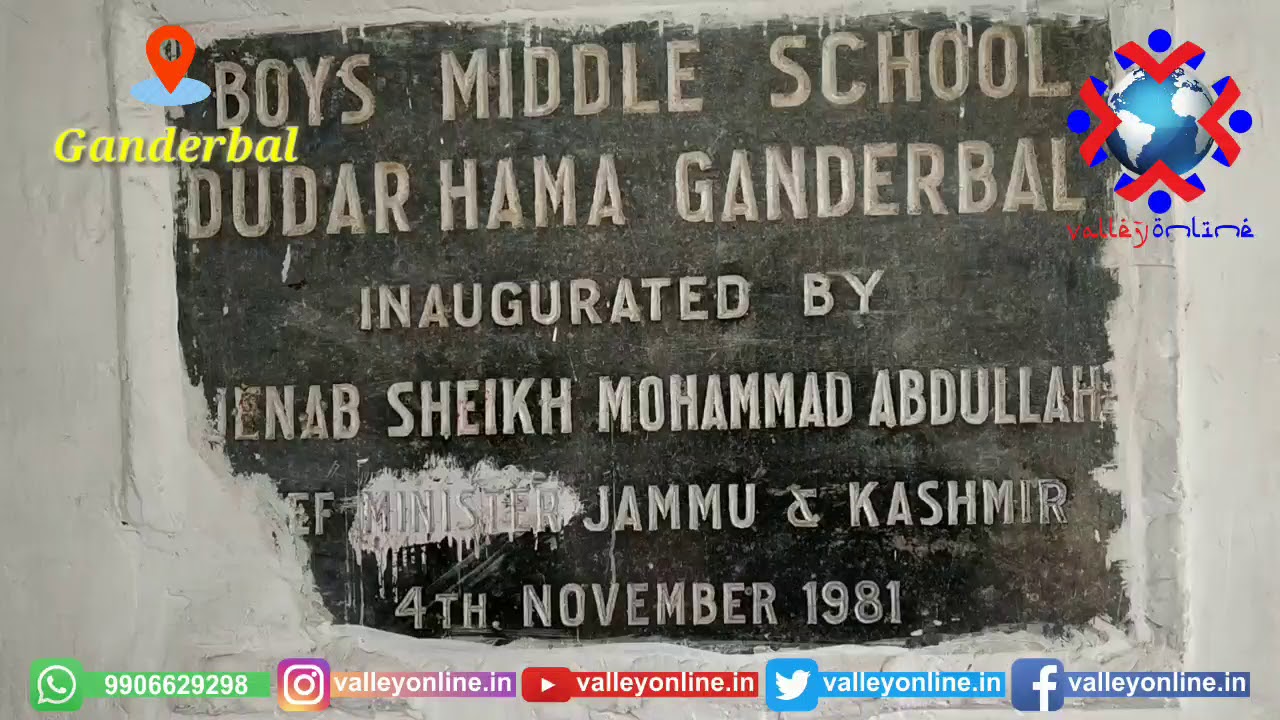 BOYS MIDDLE SCHOOL
Ganderbal
DUDAR HAMA GANDERBAL
valleyonline
INAUGURATED BY
JENAB SHEIKH MOHAMMAD ABDULLAH
EF MINISTER JAMMU & KASHMIR
4TH. NOVEMBER 1981
9906629298 valleyonline.in valleyonline.in valleyonline.in valleyonline.in